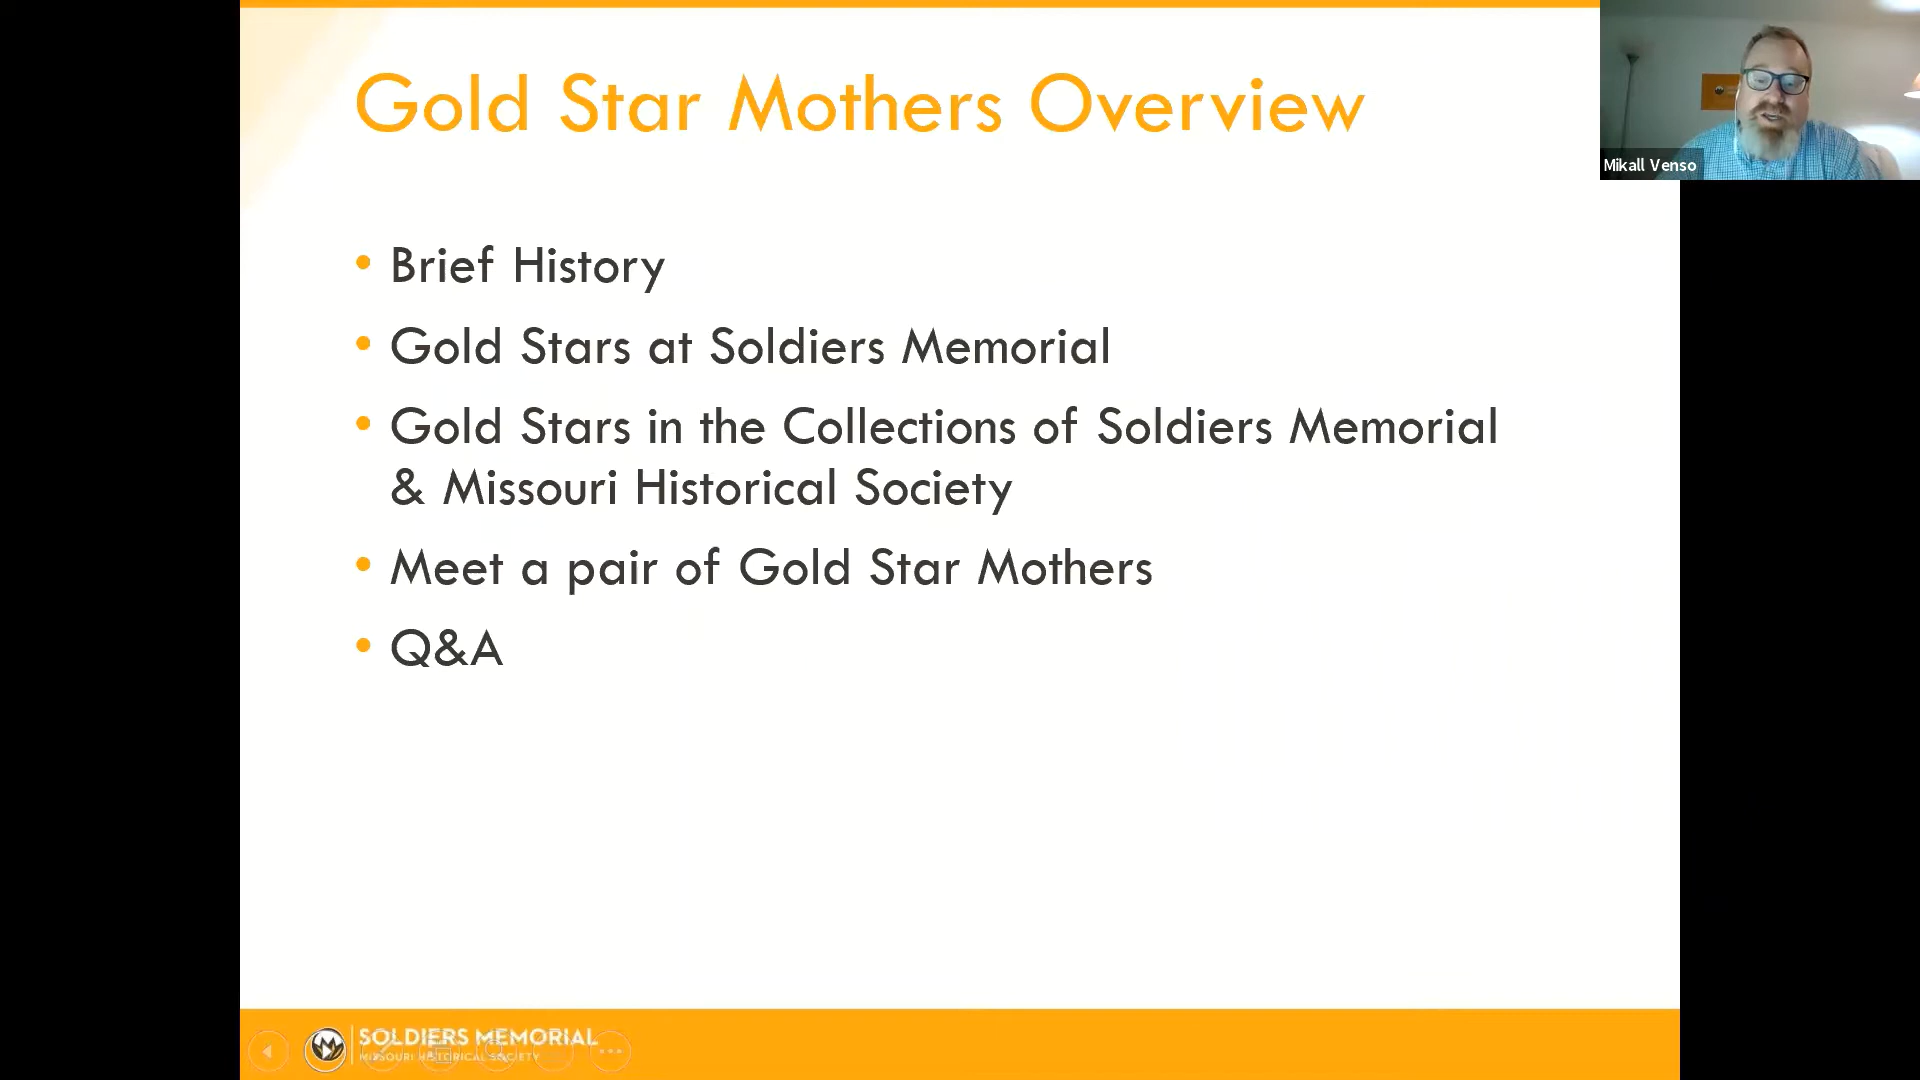 Gold Star Mothers Overview
Mikall Venso
• Brief History
• Gold Stars at Soldiers Memorial
• Gold Stars in the Collections of Soldiers Memorial
& Missouri Historical Society
• Meet a pair of Gold Star Mothers
• Q&A
SOLDIERS MEMORIAL
MISSOURI HISTORICAL SOCIETY